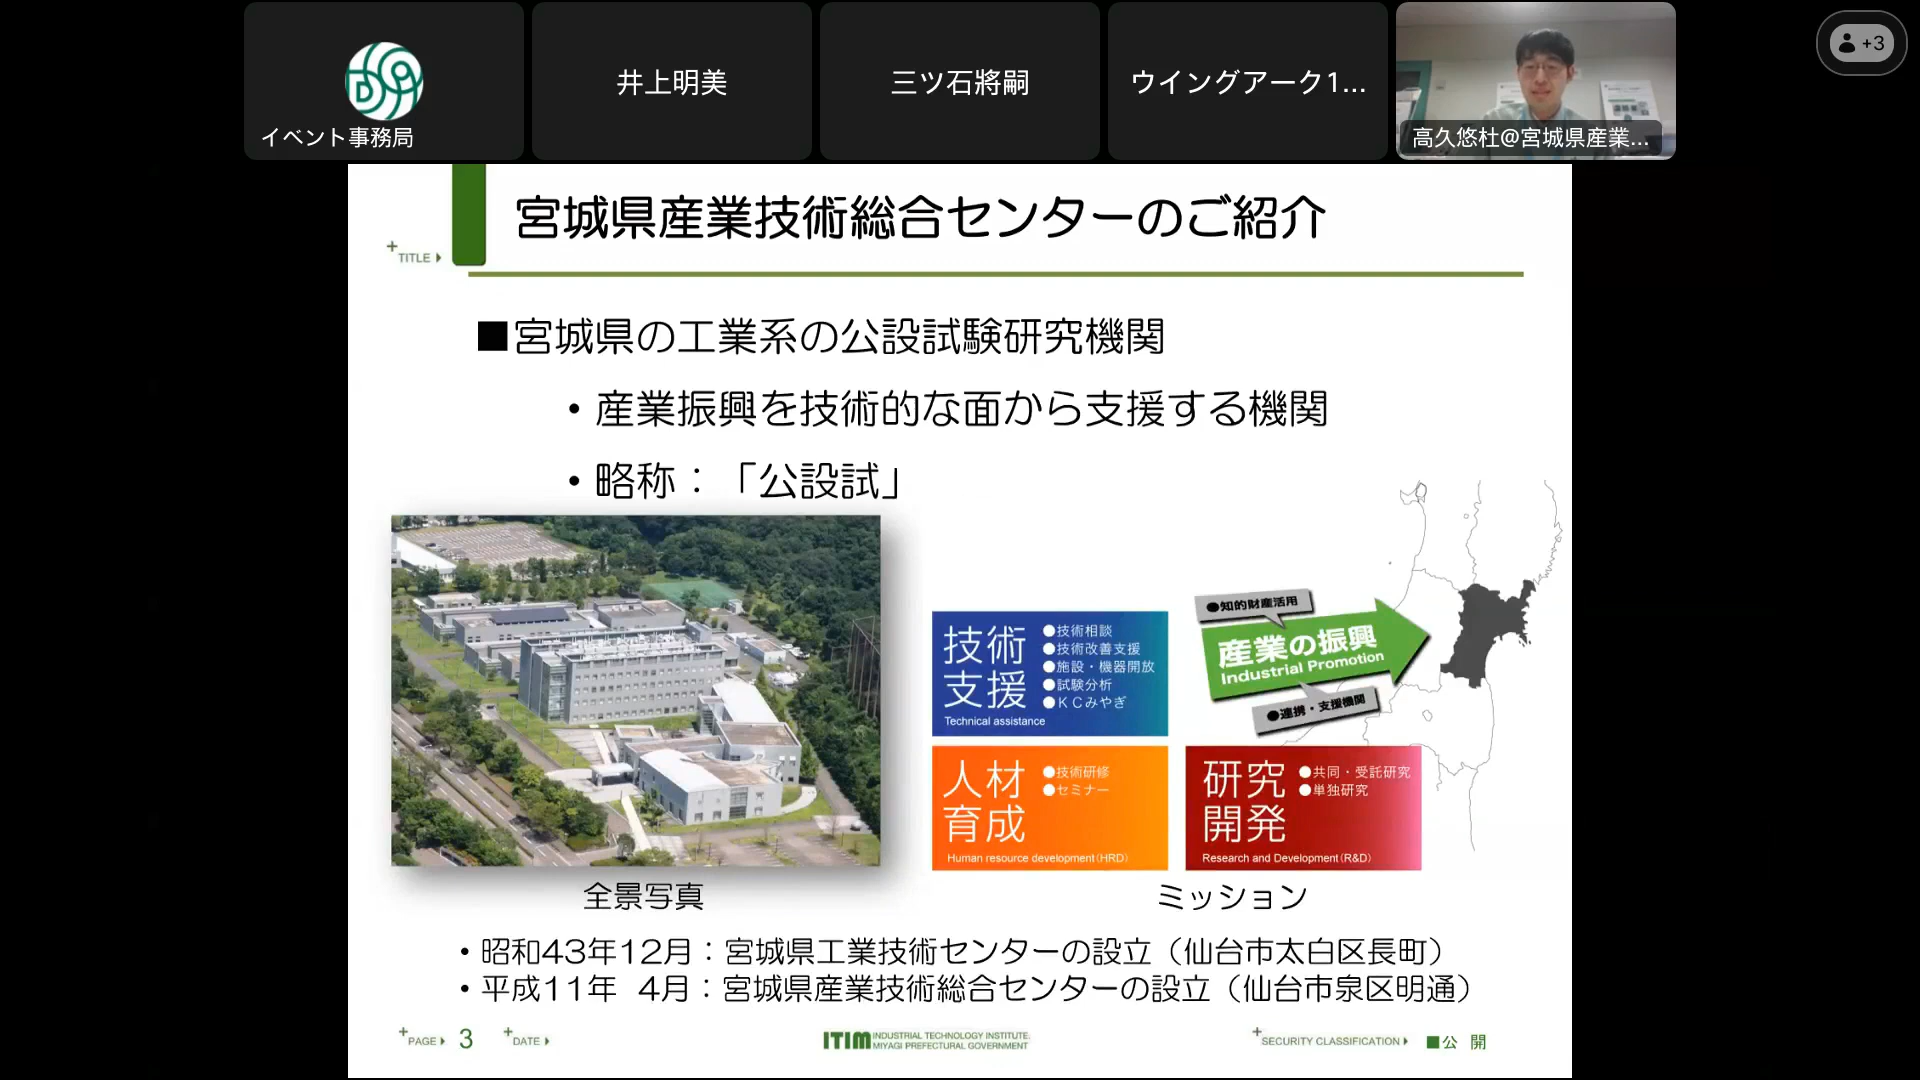 イベント事務局
井上明美
三ツ石將嗣
ウイングアーク1...
高久悠杜@宮城県産業...
+3
TITLE
宮城県産業技術総合センターのご紹介
■宮城県の工業系の公設試験研究機関
・産業振興を技術的な面から支援する機関
・略称：「公設試」
技術支援
●技術相談
●技術改善支援
●施設・機器開放
●試験分析
●KCみやぎ
Technical assistance
●知的財産活用
産業の振興
Industrial Promotion
●連携・支援機関
人材育成
●技術研修
●セミナー
Human resource development(HRD)
研究開発
●共同・受託研究
●単独研究
Research and Development(R&D)
全景写真
ミッション
・昭和43年12月：宮城県工業技術センターの設立（仙台市太白区長町）
・平成11年 4月：宮城県産業技術総合センターの設立（仙台市泉区明通）
PAGE 3
DATE
ITIM INDUSTRIAL TECHNOLOGY INSTITUTE.
MIYAGI PREFECTURAL GOVERNMENT
SECURITY CLASSIFICATION ■公 開